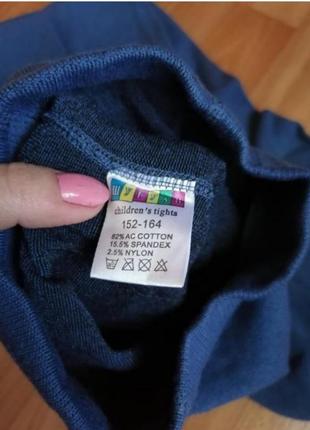 children's tights
152-164
82%AC COTTON
15.5% SPANDEX
2.5% NYLON